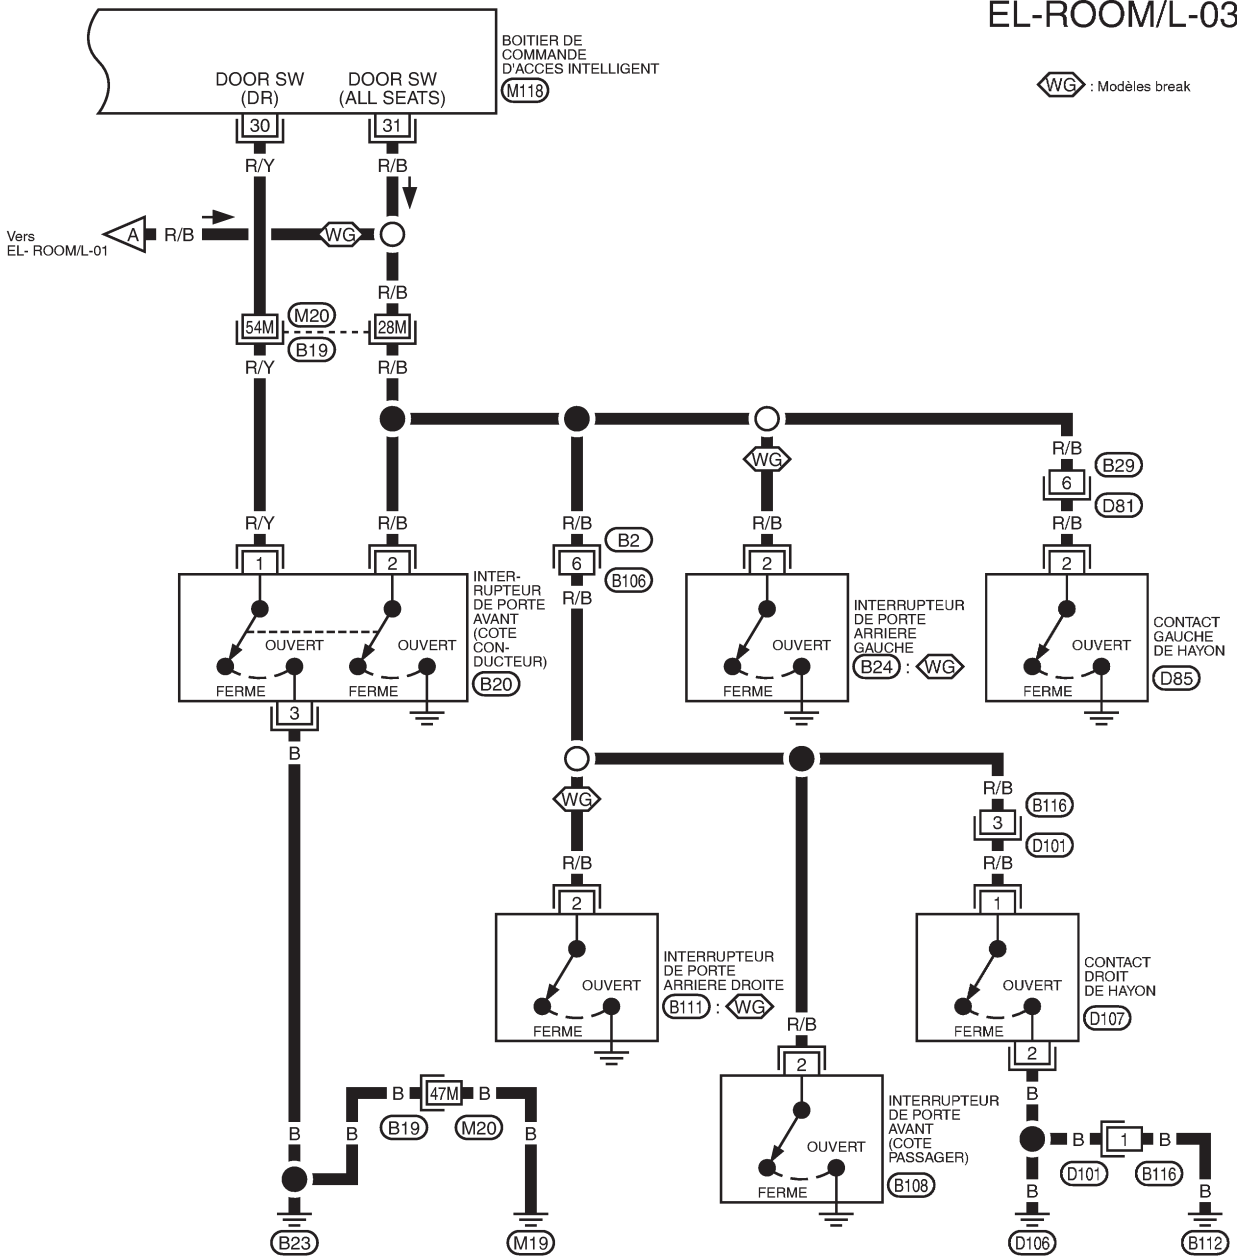 EL-ROOM/L-03
BOITIER DE
COMMANDE
D'ACCES INTELLIGENT
M118
DOOR SW
(DR)
DOOR SW
(ALL SEATS)
WG : Modèles break
30
31
R/Y
R/B
Vers
EL- ROOM/L-01
A
R/B
WG
R/B
54M
M20
B19
28M
R/Y
R/B
WG
R/B
6
B29
D81
R/Y
R/B
R/B
R/B
R/B
1
2
6
B2
B106
R/B
2
2
OUVERT
FERME
OUVERT
FERME
INTER-
RUPTEUR
DE PORTE
AVANT
(COTE
CON-
DUCTEUR)
B20
OUVERT
FERME
INTERRUPTEUR
DE PORTE
ARRIERE
GAUCHE
B24 : WG
OUVERT
FERME
CONTACT
GAUCHE
DE HAYON
D85
3
B
WG
R/B
R/B
3
B116
D101
R/B
2
1
OUVERT
FERME
INTERRUPTEUR
DE PORTE
ARRIERE DROITE
B111 : WG
OUVERT
FERME
CONTACT
DROIT
DE HAYON
D107
R/B
2
2
OUVERT
FERME
INTERRUPTEUR
DE PORTE
AVANT
(COTE
PASSAGER)
B108
B
47M
B
B19
M20
B
B
B
B
B
1
B
D101
B116
B
B
B23
M19
D106
B112